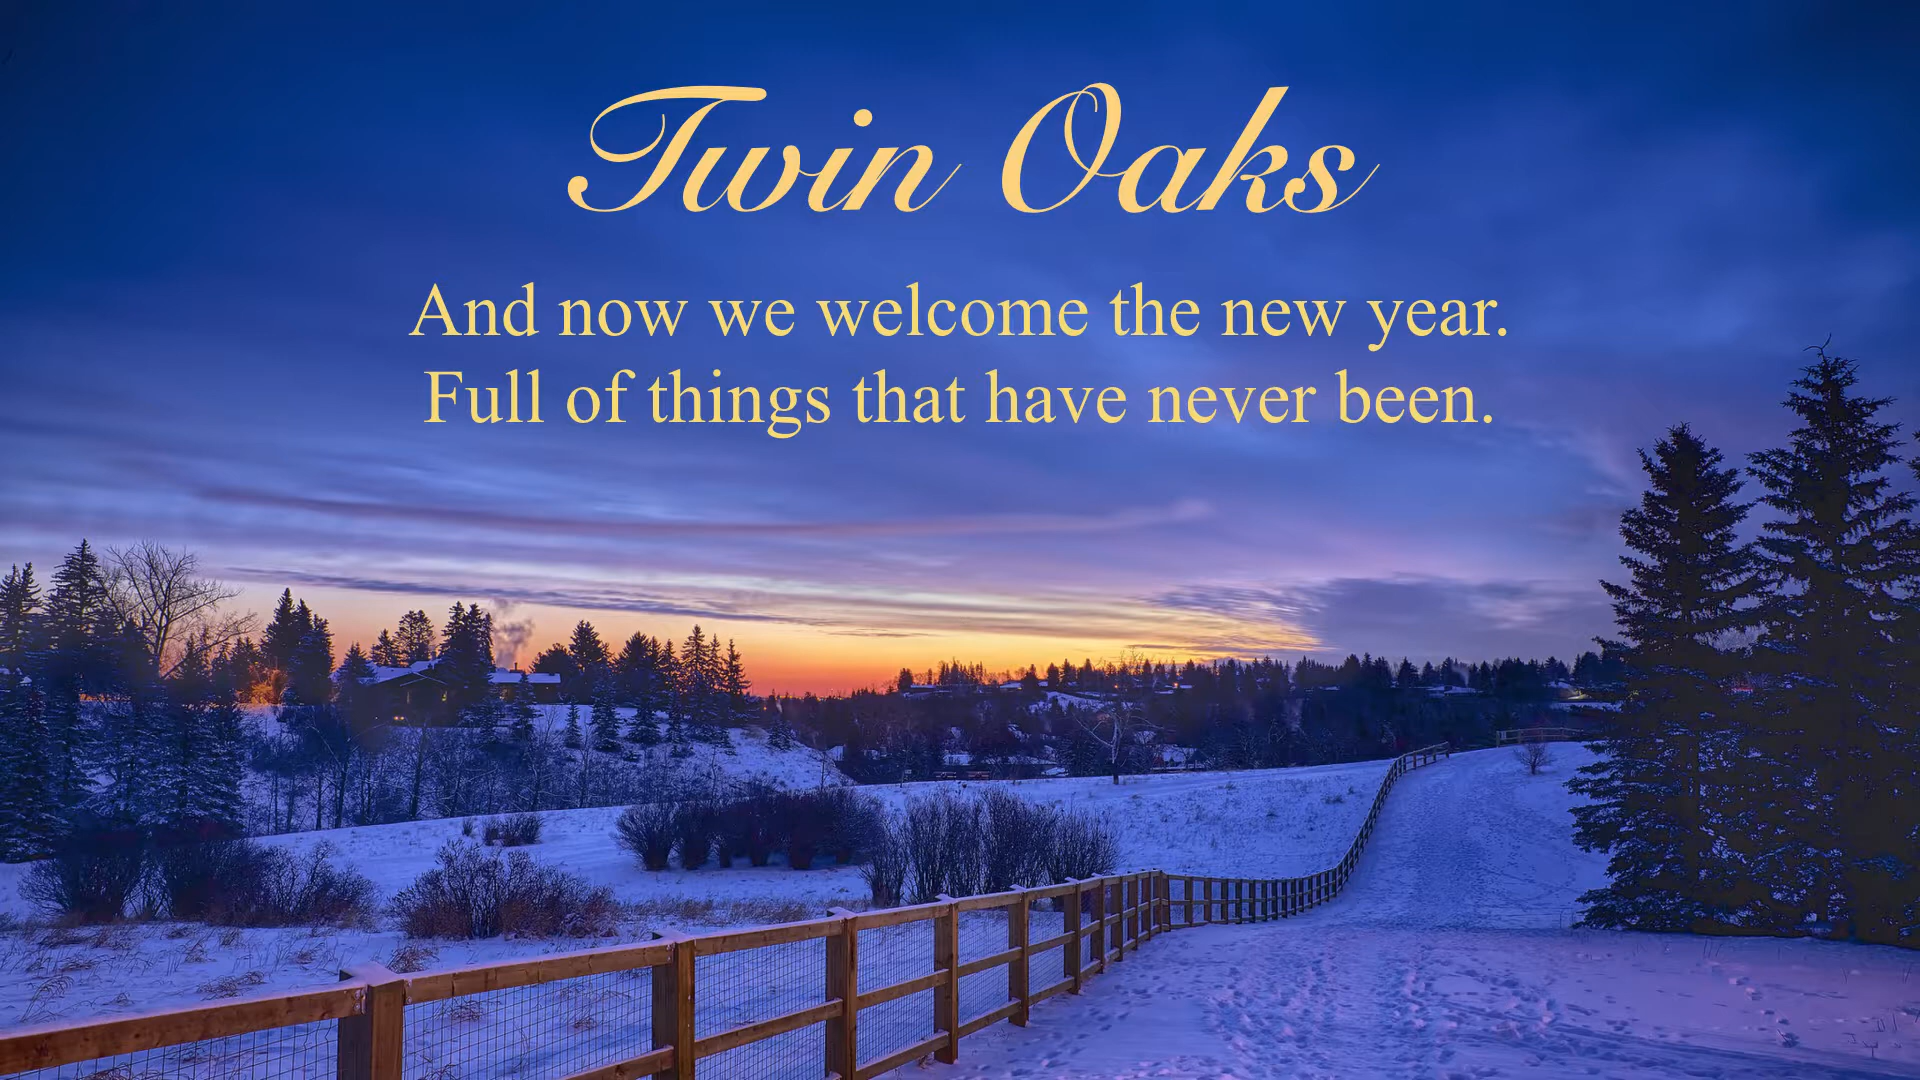 Twin Oaks
And now we welcome the new year.
Full of things that have never been.